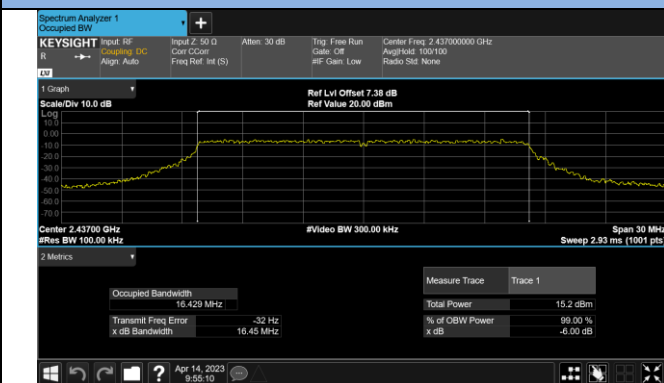 Spectrum Analyzer 1
Occupied BW
+
KEYSIGHT Input: RF Input Z: 50 Ω Atten: 30 dB Trig: Free Run Center Freq: 2.437000000 GHz
R Coupling: DC Corr CCorr Gate: Off Avg|Hold: 100/100
Align: Auto Freq Ref: Int (S) #IF Gain: Low Radio Std: None
LXI
1 Graph
Ref Lvl Offset 7.38 dB
Scale/Div 10.0 dB Ref Value 20.00 dBm
Log
10.0
0.00
-10.0
-20.0
-30.0
-40.0
-50.0
-60.0
-70.0
Center 2.43700 GHz #Video BW 300.00 kHz Span 30 MHz
#Res BW 100.00 kHz Sweep 2.93 ms (1001 pts)
2 Metrics
Measure Trace Trace 1
Occupied Bandwidth
16.429 MHz Total Power 15.2 dBm
Transmit Freq Error -32 Hz % of OBW Power 99.00 %
x dB Bandwidth 16.45 MHz x dB -6.00 dB
? Apr 14, 2023
9:55:10